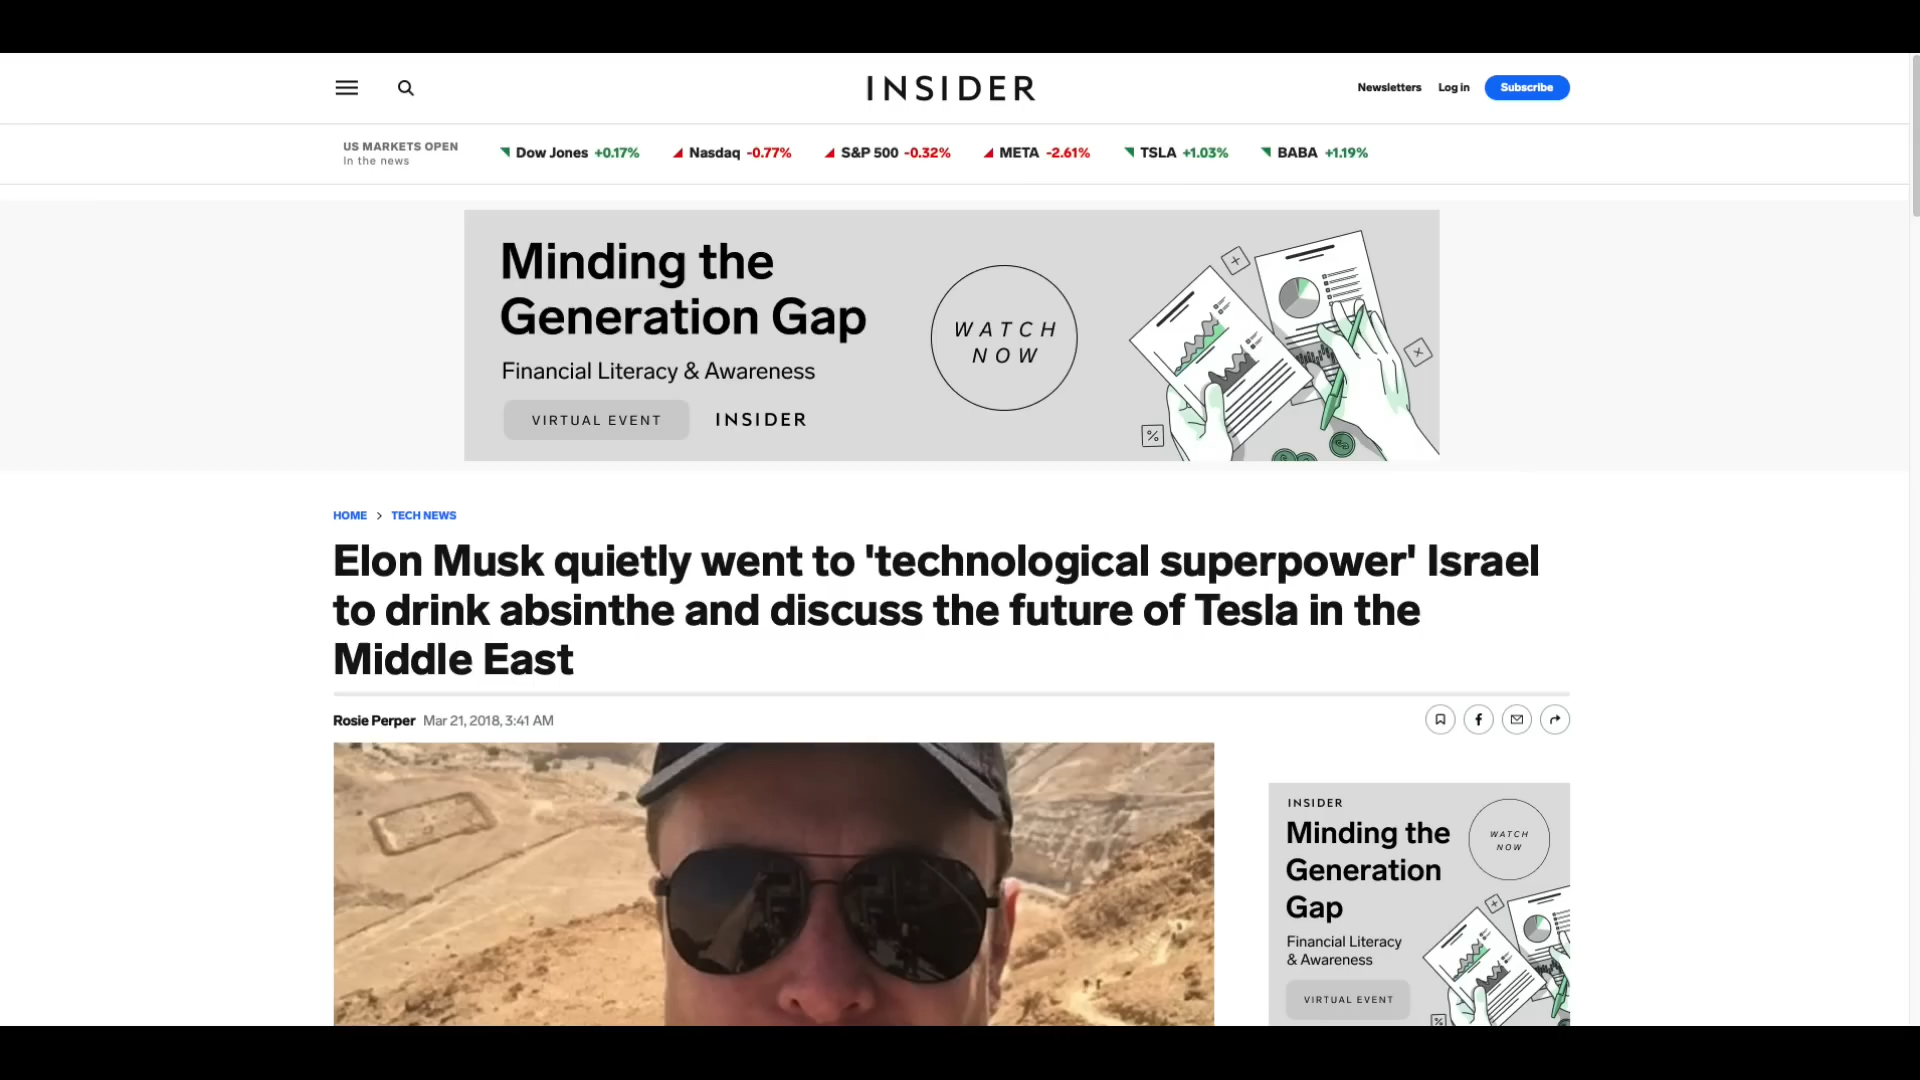 INSIDER
Newsletters
Log in
Subscribe
US MARKETS OPEN
In the news
Dow Jones +0.17%
Nasdaq -0.77%
S&P 500 -0.32%
META -2.61%
TSLA +1.03%
BABA +1.19%
Minding the
Generation Gap
Financial Literacy & Awareness
VIRTUAL EVENT
INSIDER
WATCH
NOW
HOME > TECH NEWS
Elon Musk quietly went to 'technological superpower' Israel
to drink absinthe and discuss the future of Tesla in the
Middle East
Rosie Perper Mar 21, 2018, 3:41 AM
INSIDER
Minding the
Generation
Gap
Financial Literacy
& Awareness
VIRTUAL EVENT
WATCH
NOW